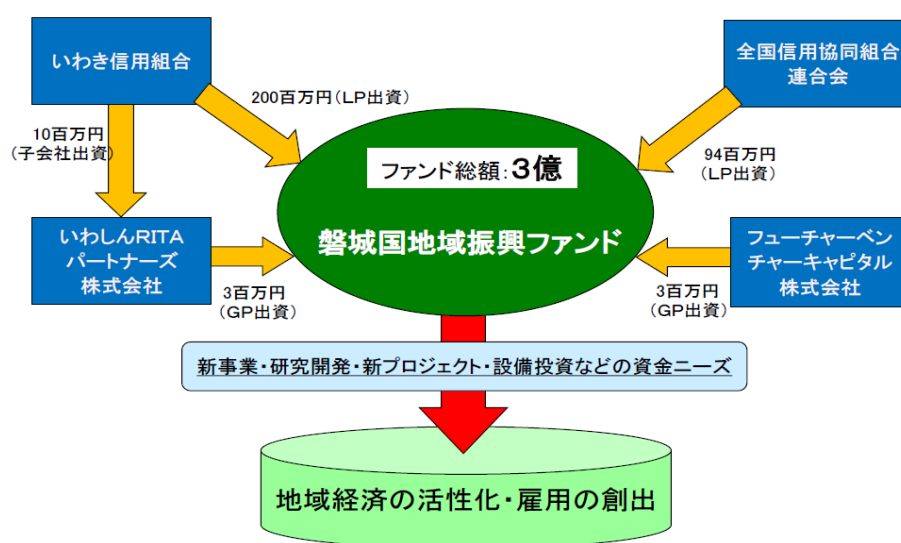 いわき信用組合
全国信用協同組合
連合会
200百万円(LP出資)
10百万円
(子会社出資)
94百万円
(LP出資)
ファンド総額:3億
磐城国地域振興ファンド
いわしんRITA
パートナーズ
株式会社
フューチャーベン
チャーキャピタル
株式会社
3百万円
(GP出資)
3百万円
(GP出資)
新事業・研究開発・新プロジェクト・設備投資などの資金ニーズ
地域経済の活性化・雇用の創出